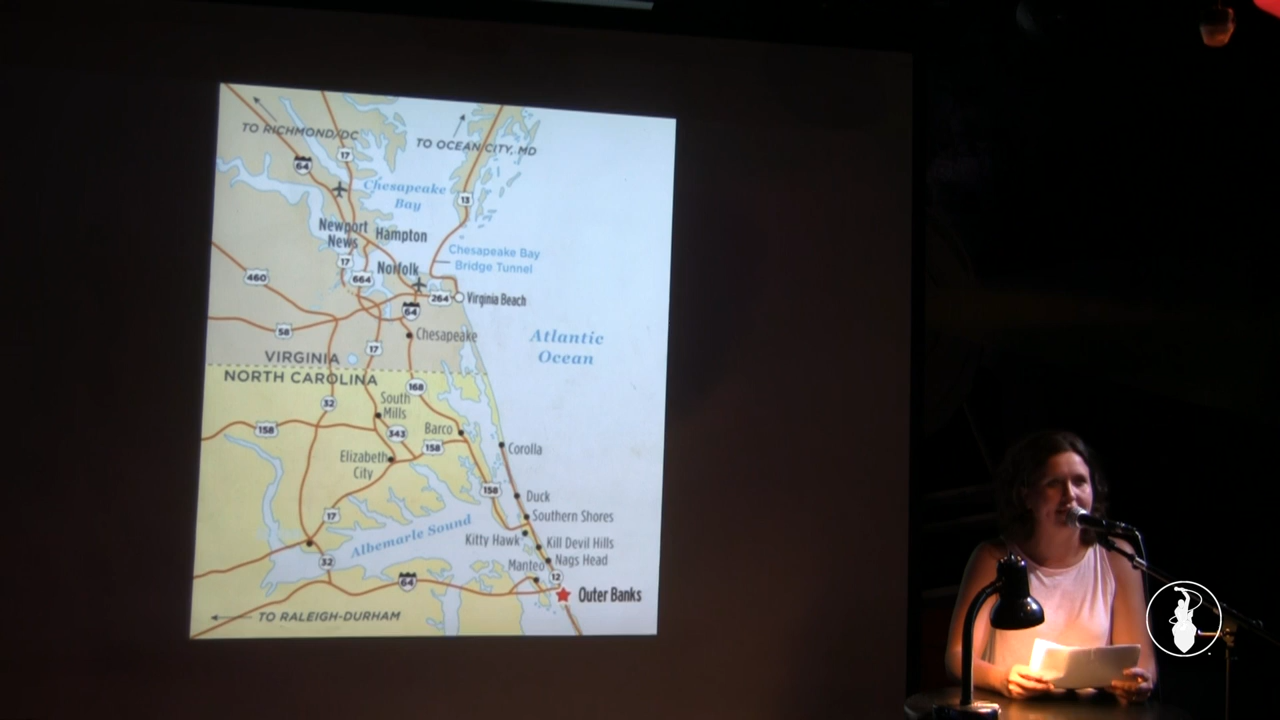 TO RICHMOND/DC
17
TO OCEAN CITY, MD
64
Chesapeake
Bay
13
Newport
News
Hampton
Chesapeake Bay
Bridge Tunnel
17
664
Norfolk
460
264
Virginia Beach
64
58
Chesapeake
Atlantic
Ocean
17
VIRGINIA
NORTH CAROLINA
168
32
South
Mills
158
343
Barco
158
Corolla
Elizabeth
City
158
Duck
17
Southern Shores
Albemarle Sound
Kitty Hawk
Kill Devil Hills
Nags Head
32
Manteo
12
64
Outer Banks
TO RALEIGH-DURHAM